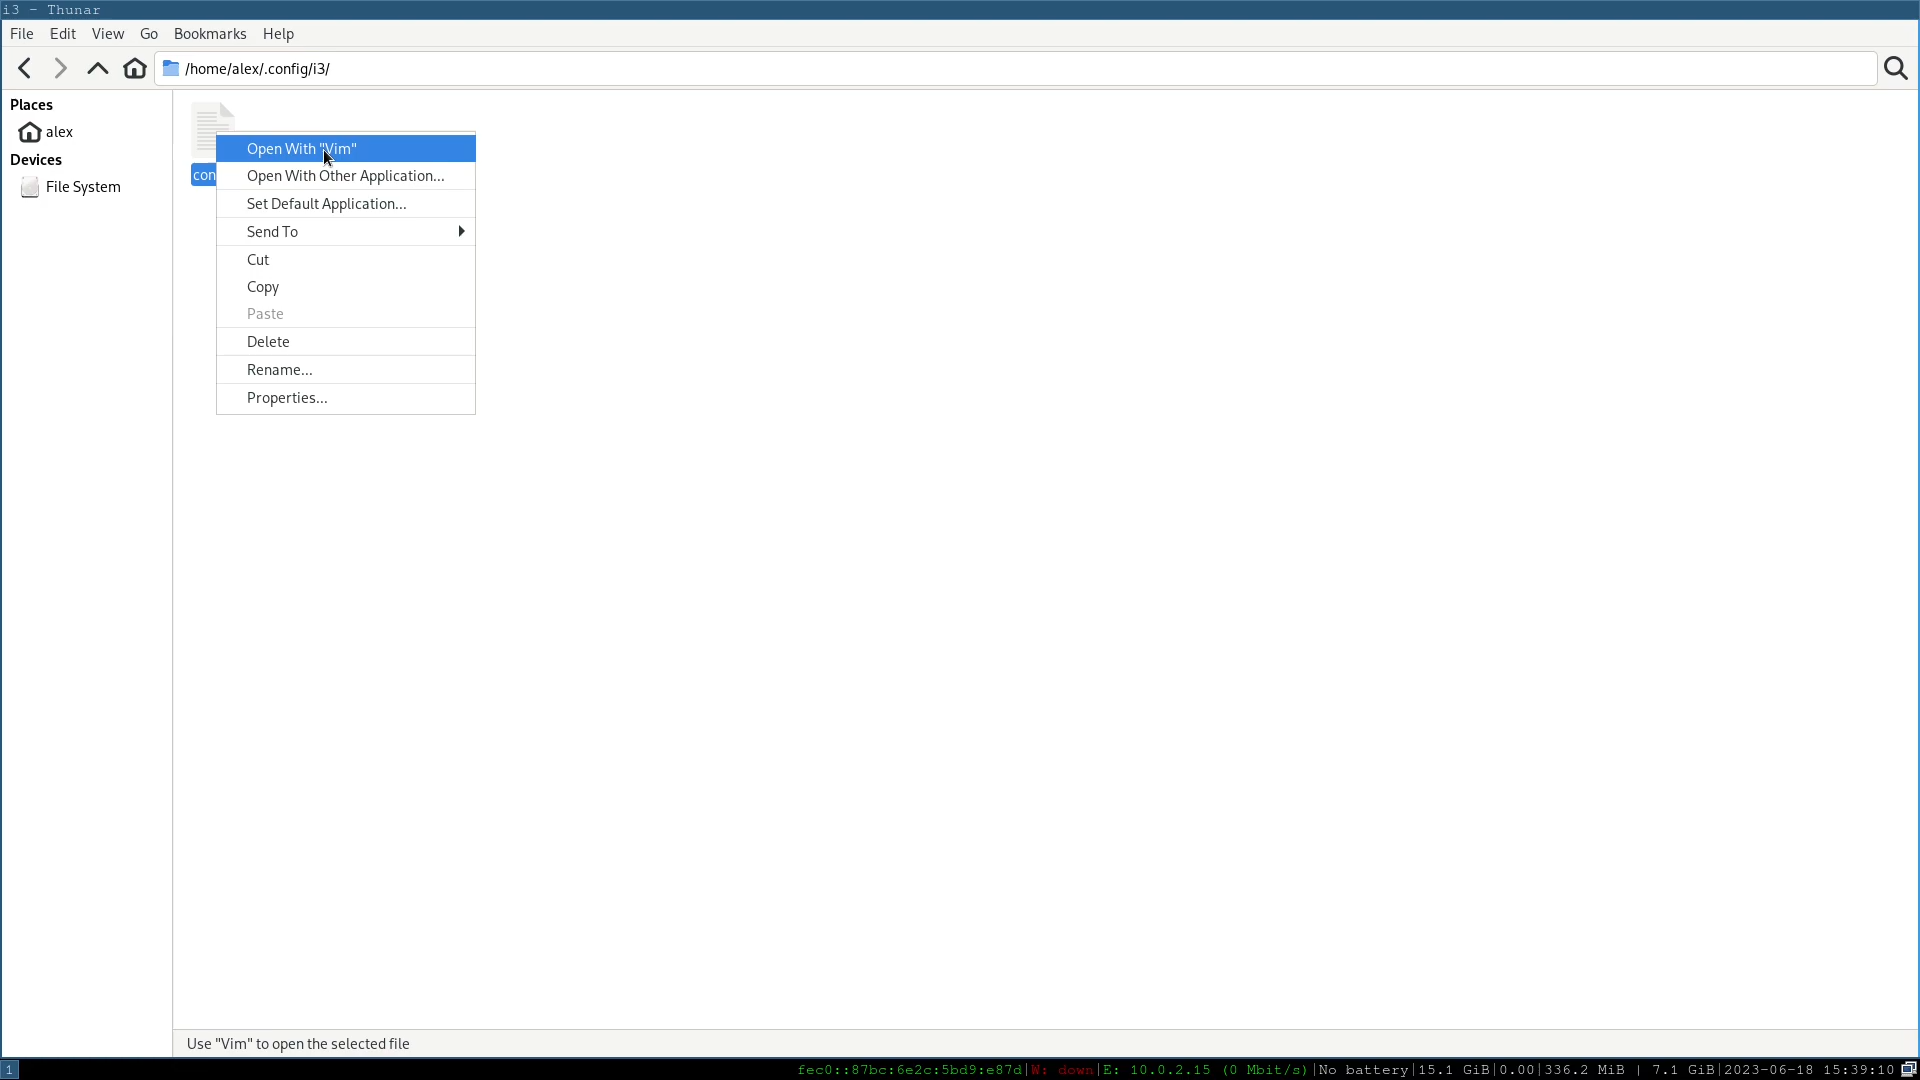 i3 - Thunar
File Edit View Go Bookmarks Help
/home/alex/.config/i3/
Places
alex
Devices
File System
con
Open With "Vim"
Open With Other Application...
Set Default Application...
Send To
Cut
Copy
Paste
Delete
Rename...
Properties...
Use "Vim" to open the selected file
1
fec0::87bc:6e2c:5bd9:e87d|W: down|E: 10.0.2.15 (0 Mbit/s)|No battery|15.1 GiB|0.00|336.2 MiB | 7.1 GiB|2023-06-18 15:39:10